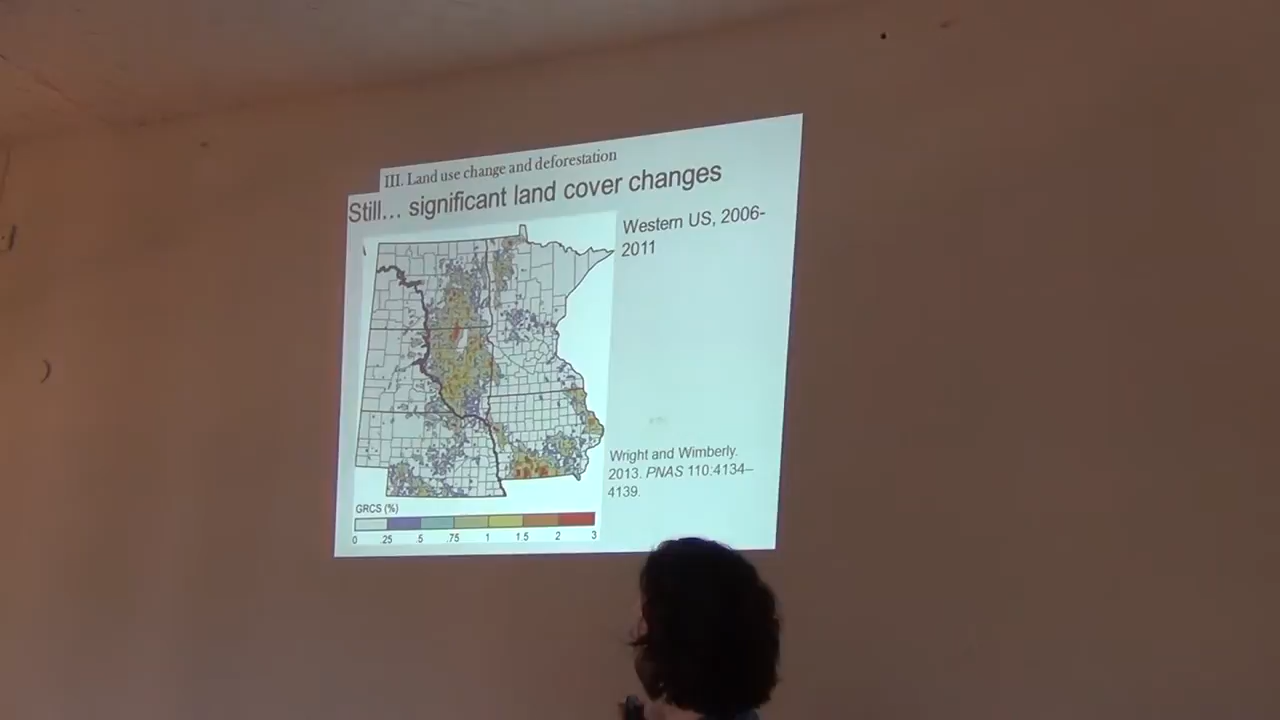 III. Land use change and deforestation
Still... significant land cover changes
Western US, 2006-
2011
Wright and Wimberly.
2013. PNAS 110:4134–
4139.
GRCS (%)
0 .25 .5 .75 1 1.5 2 3